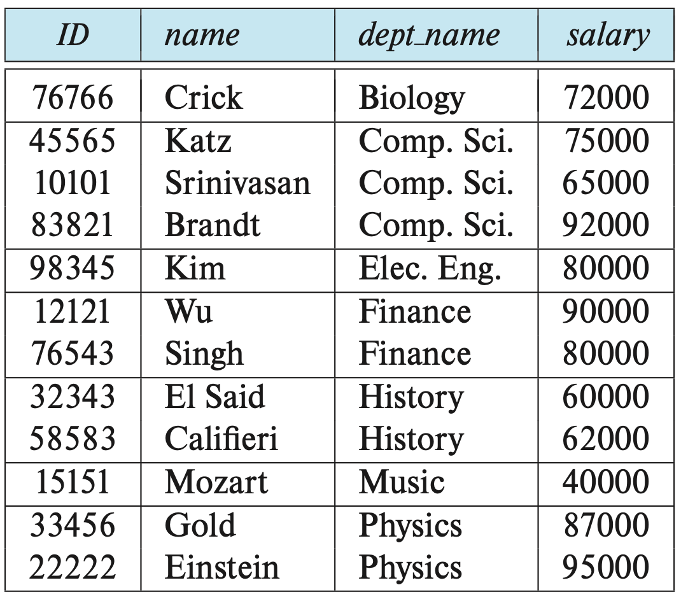 ID name dept_name salary
76766 Crick Biology 72000
45565 Katz Comp. Sci. 75000
10101 Srinivasan Comp. Sci. 65000
83821 Brandt Comp. Sci. 92000
98345 Kim Elec. Eng. 80000
12121 Wu Finance 90000
76543 Singh Finance 80000
32343 El Said History 60000
58583 Califieri History 62000
15151 Mozart Music 40000
33456 Gold Physics 87000
22222 Einstein Physics 95000